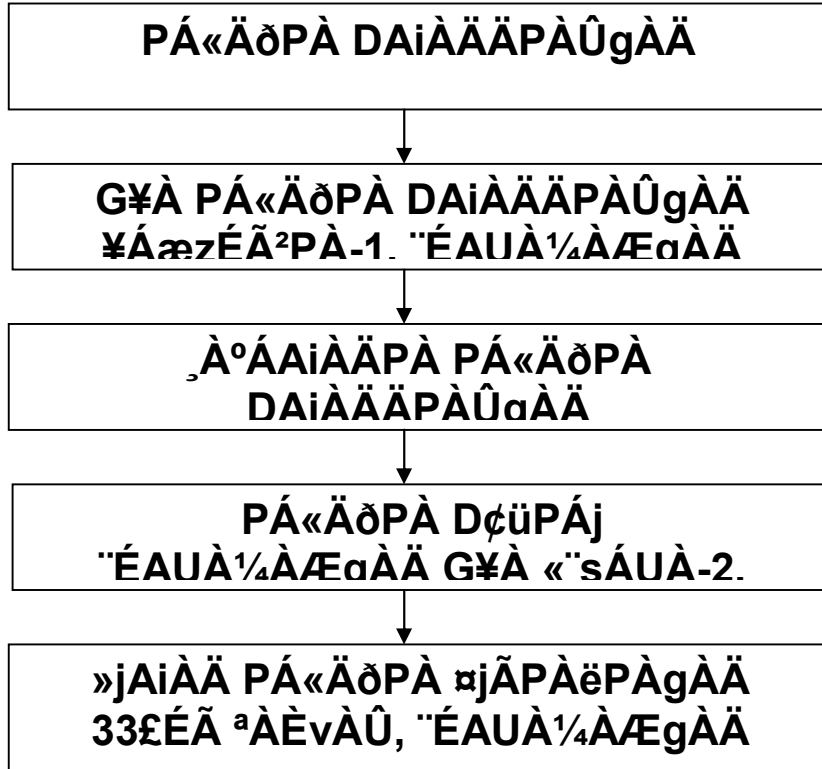 PÁ«ÄðPÀ DAiÀÄÄPÀÛgÀÄ
G¥À PÁ«ÄðPÀ DAiÀÄÄPÀÛgÀÄ
¥ÁæzÉÃ²PÀ-1, ¨ÉAUÀ¼ÀÆgÀÄ
¸ÀºÁAiÀÄPÀ PÁ«ÄðPÀ
DAiÀÄÄPÀÛgÀÄ
PÁ«ÄðPÀ D¢üPÁj
¨ÉAUÀ¼ÀÆgÀÄ G¥À «¨sÁUÀ-2,
»jAiÀÄ PÁ«ÄðPÀ ¤jÃPÀëPÀgÀÄ
33£ÉÃ ªÀÈvÀÛ, ¨ÉAUÀ¼ÀÆgÀÄ